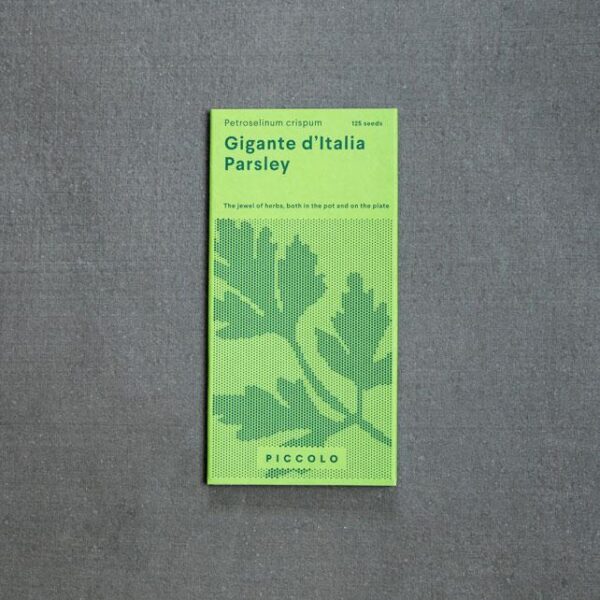 Petroselinum crispum 125 seeds
Gigante d'Italia
Parsley
The jewel of herbs, both in the pot and on the plate
PICCOLO